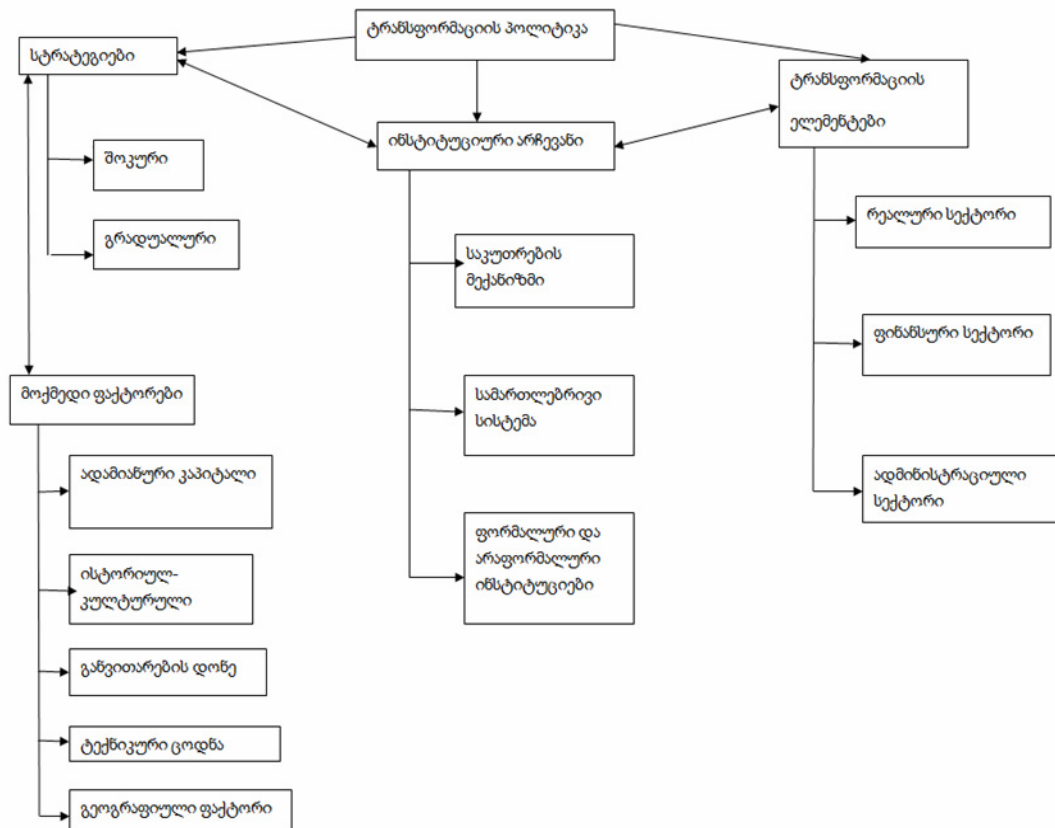 ტრანსფორმაციის პოლიტიკა
სტრატეგიები
შოკური
გრადუალური
მოქმედი ფაქტორები
ადამიანური კაპიტალი
ისტორიულ-
კულტურული
განვითარების დონე
ტექნიკური ცოდნა
გეოგრაფიული ფაქტორი
ინსტიტუციური არჩევანი
საკუთრების
მექანიზმი
სამართლებრივი
სისტემა
ფორმალური და
არაფორმალური
ინსტიტუციები
ტრანსფორმაციის
ელემენტები
რეალური სექტორი
ფინანსური სექტორი
ადმინისტრაციული
სექტორი